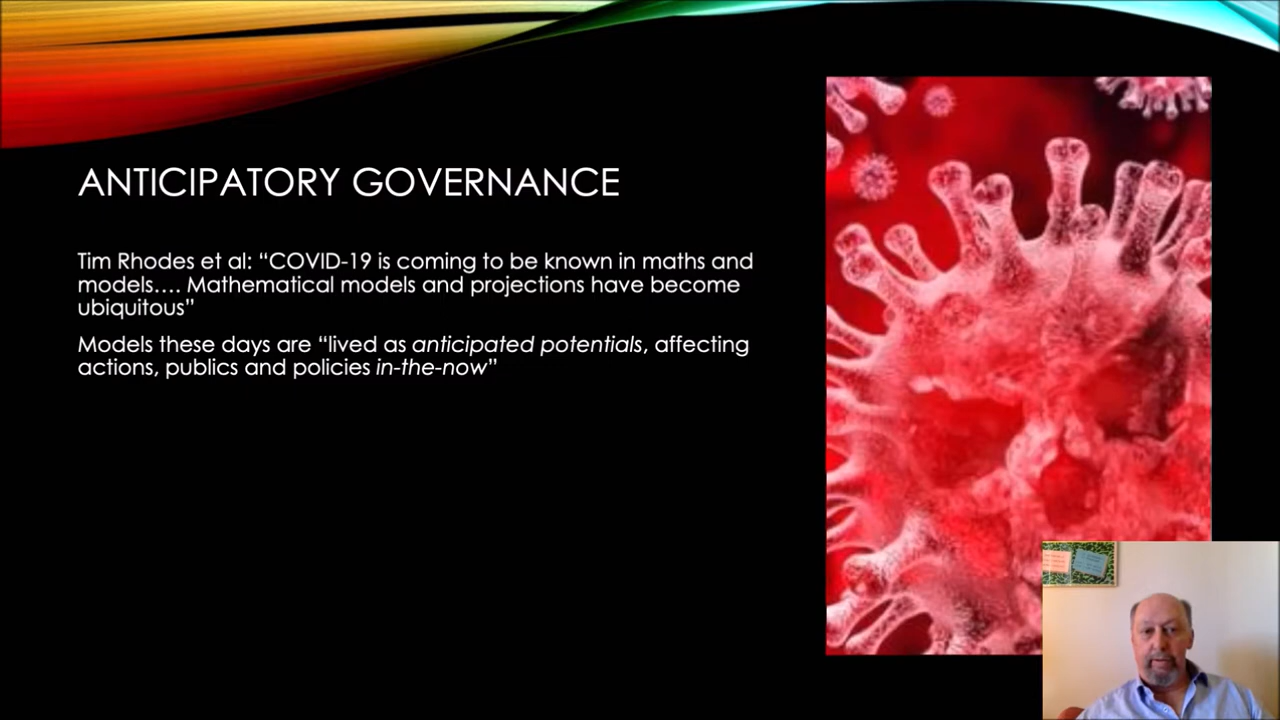 ANTICIPATORY GOVERNANCE
Tim Rhodes et al: “COVID-19 is coming to be known in maths and
models…. Mathematical models and projections have become
ubiquitous”
Models these days are “lived as anticipated potentials, affecting
actions, publics and policies in-the-now”